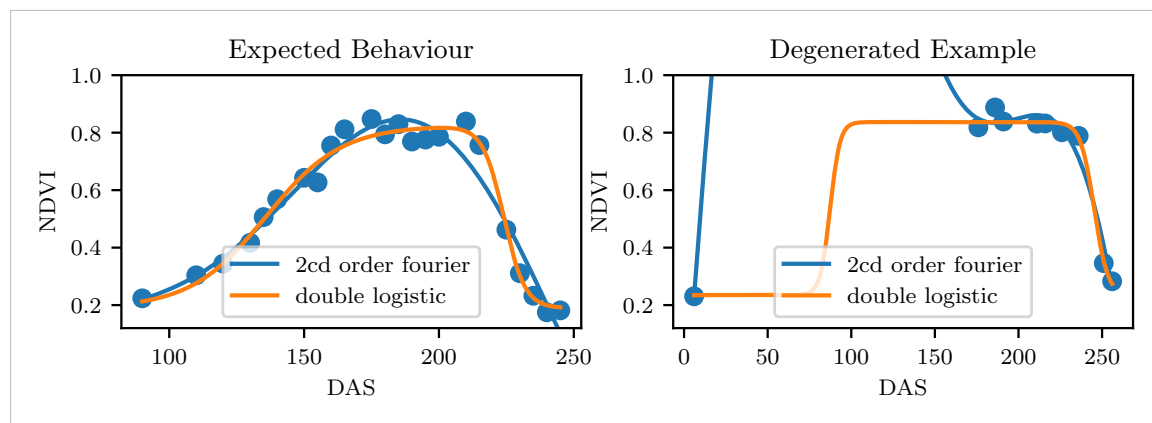 Expected Behaviour
1.0
0.8
0.6
0.4
0.2
NDVI
2cd order fourier
double logistic
100
150
200
250
DAS
Degenerated Example
1.0
0.8
0.6
0.4
0.2
NDVI
2cd order fourier
double logistic
0
50
100
150
200
250
DAS